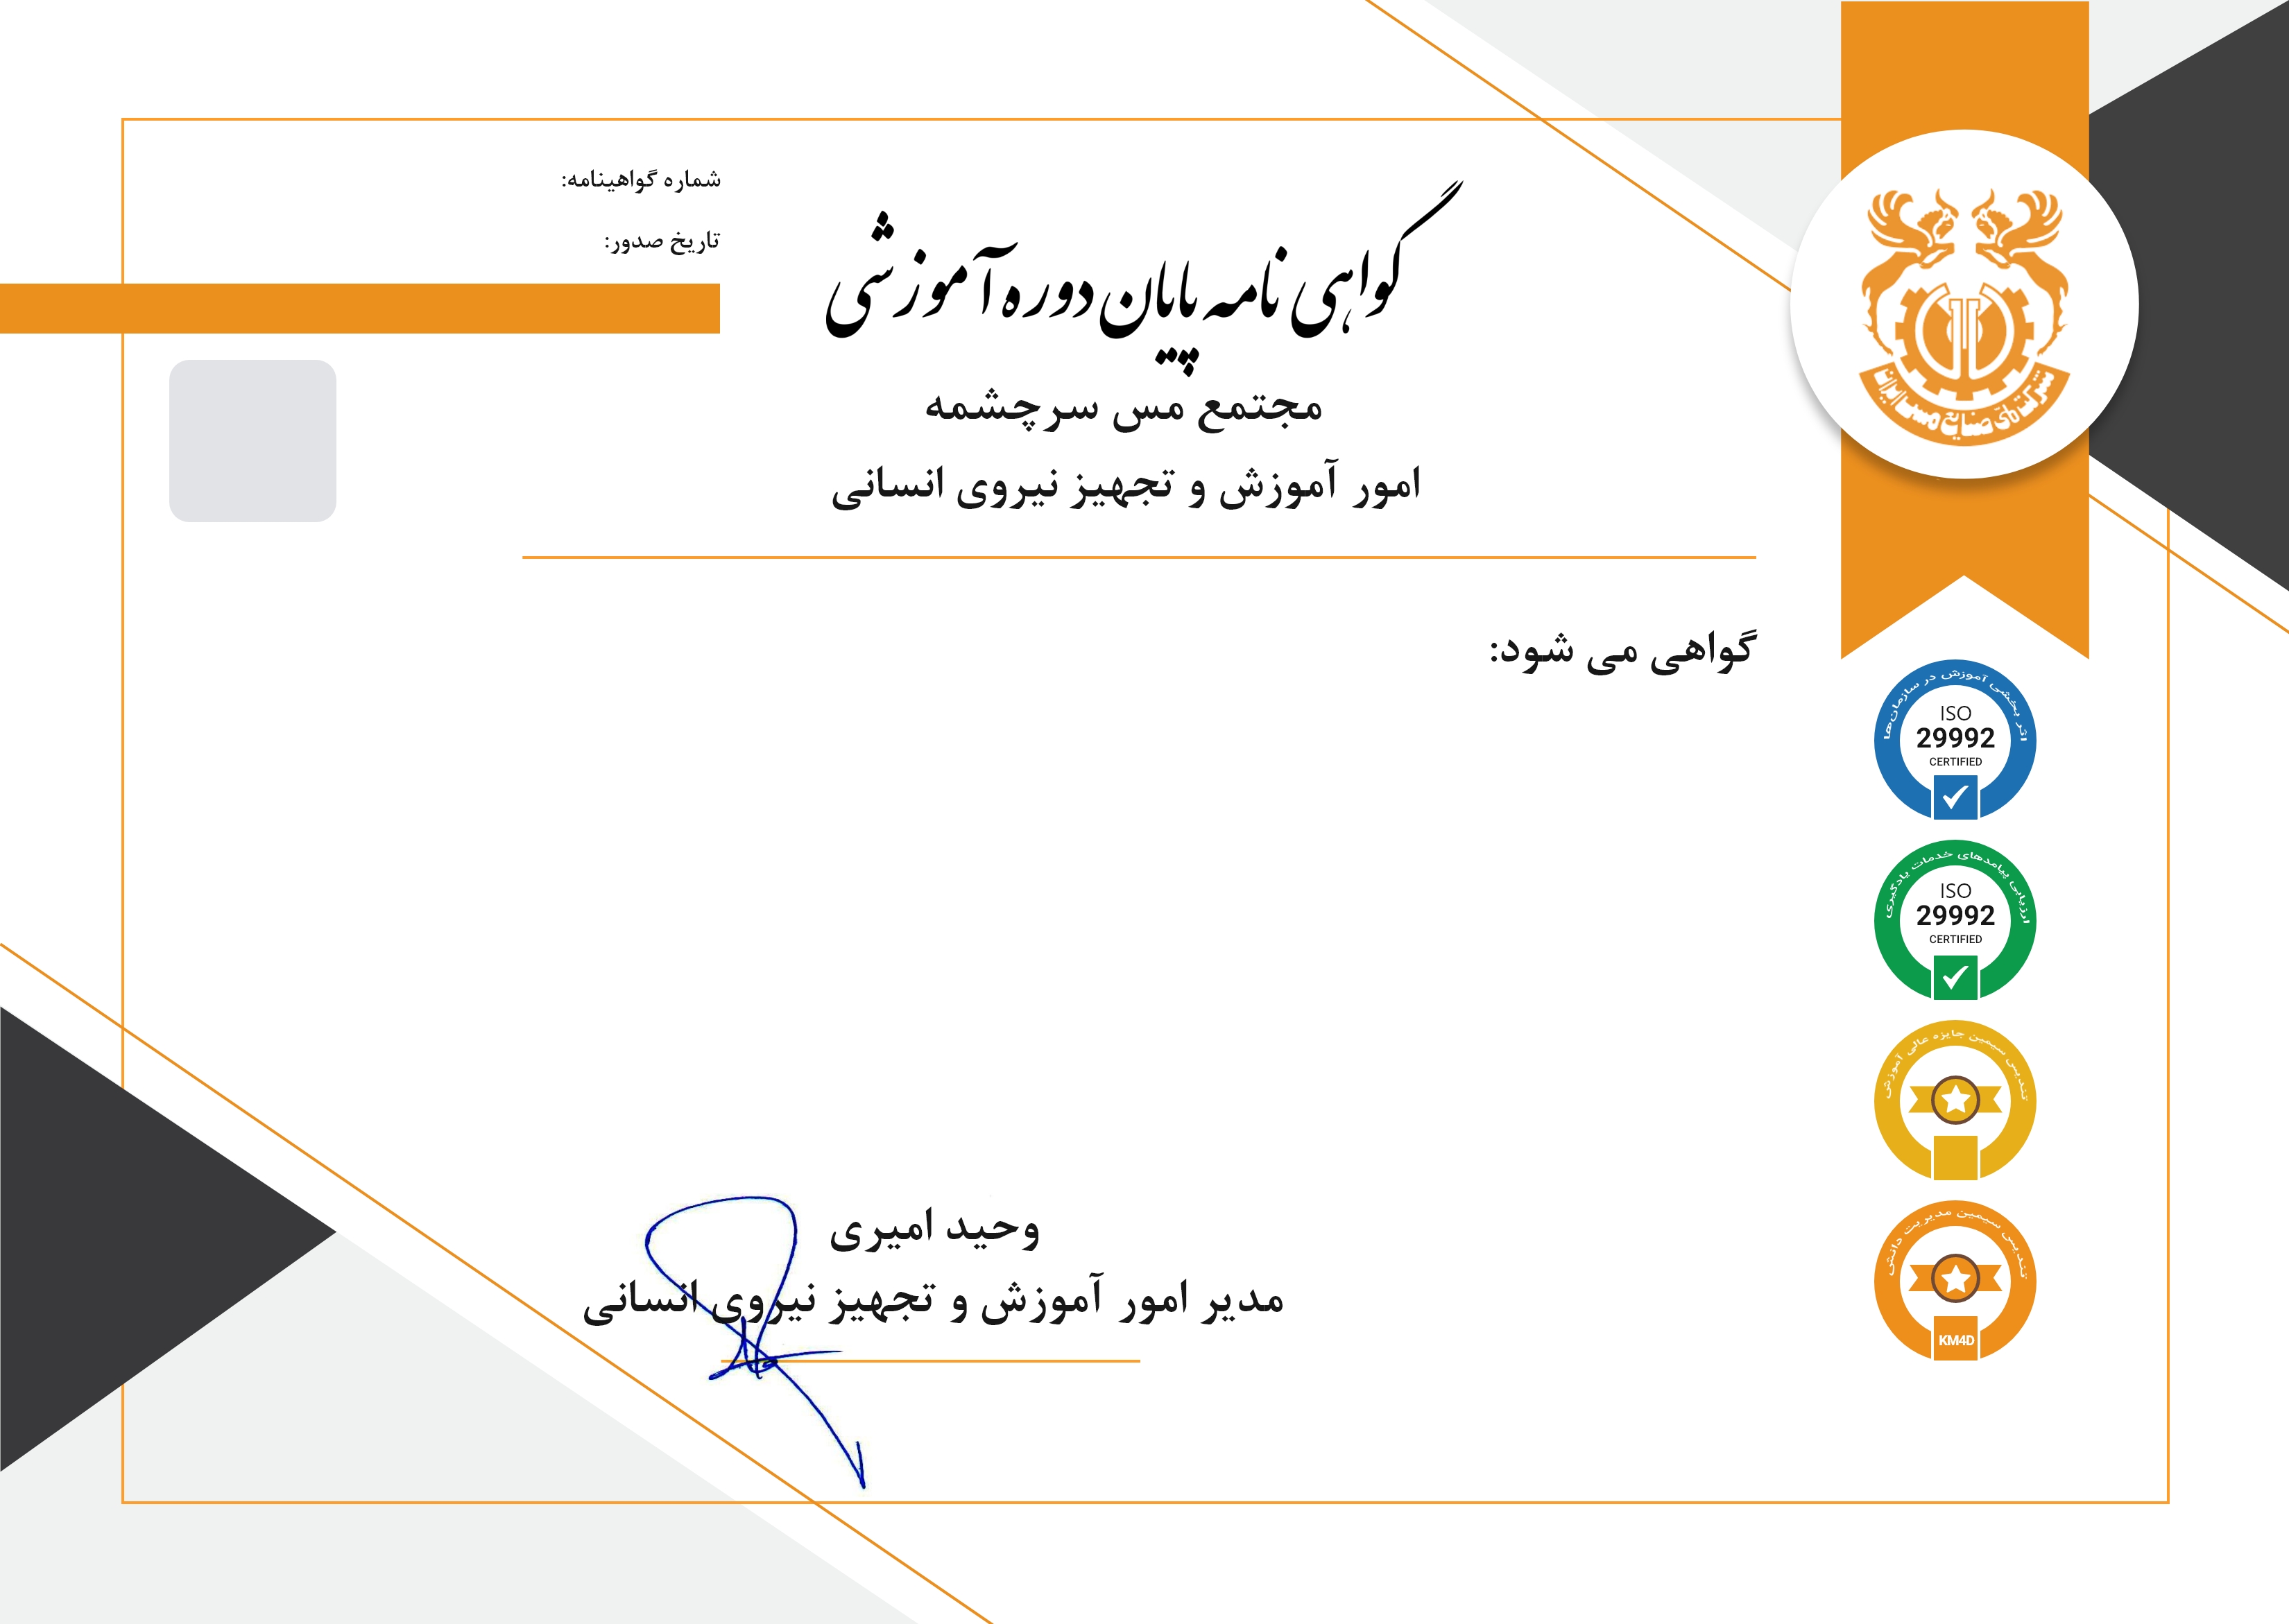 شماره گواهینامه:
تاریخ صدور:
گواهی نامه پایان دوره آموزشی
مجتمع مس سرچشمه
امور آموزش و تجهیز نیروی انسانی
شرکت ملی صنایع مس ایران
گواهی می شود:
اثر بخشی آموزش در سازمان‌ها
ISO
29992
CERTIFIED
ارزیابی پیامدهای خدمات یادگیری
ISO
29992
CERTIFIED
تندیس سیمین جایزه عالی آموزش
تندیس سیمین مدیریت دانش
KM4D
وحید امیری
مدیر امور آموزش و تجهیز نیروی انسانی